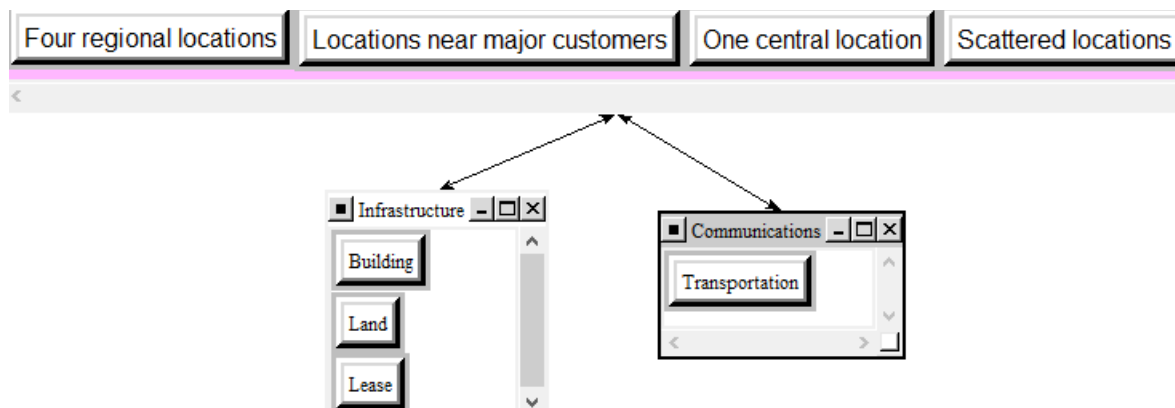 Four regional locations
Locations near major customers
One central location
Scattered locations
Infrastructure
Communications
Building
Transportation
Land
Lease